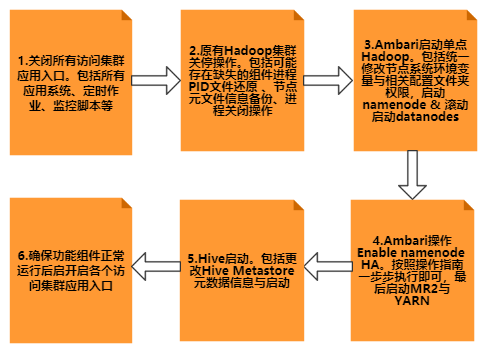 1.关闭所有访问集群
应用入口。包括所有
应用系统、定时作
业、监控脚本等
2.原有Hadoop集群
关停操作。包括可能
存在缺失的组件进程
PID文件还原 、节点
元文件信息备份、进
程关闭操作
3.Ambari启动单点
Hadoop。包括统一
修改节点系统环境变
量与相关配置文件夹
权限，启动
namenode & 滚动
启动datanodes
4.Ambari操作
Enable namenode
HA。按照操作指南
一步步执行即可，最
后启动MR2与
YARN
5.Hive启动。包括更
改Hive Metastore
元数据信息与启动
6.确保功能组件正常
运行后启开启各个访
问集群应用入口